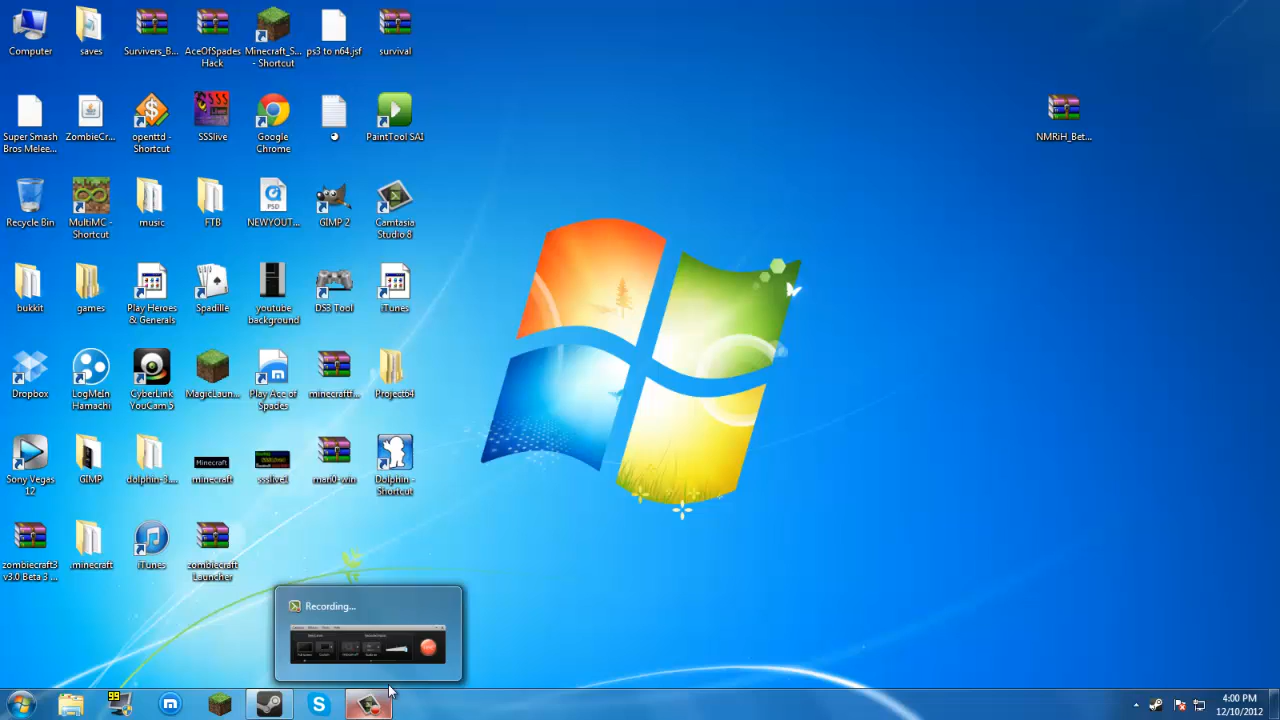 Computer
saves
Survivers_B...
AceOfSpades
Hack
Minecraft_S...
- Shortcut
ps3 to n64.jsf
survival
Super Smash
Bros Melee...
ZombieCr...
openttd -
Shortcut
SSSlive
Google
Chrome
PaintTool SAI
NMRiH_Bet...
Recycle Bin
MultiMC -
Shortcut
music
FTB
PSD
NEWYOUT...
GIMP 2
Camtasia
Studio 8
bukkit
games
Play Heroes
& Generals
Spadille
youtube
background
DS3 Tool
iTunes
Dropbox
LogMeIn
Hamachi
CyberLink
YouCam 5
MagicLaun...
Play Ace of
Spades
minecraftf...
Project64
Sony Vegas
12
GIMP
dolphin-3....
Minecraft
minecraft
ssslive1
mari0-win
Dolphin -
Shortcut
zombiecraft3
v3.0 Beta 3 ...
.minecraft
iTunes
zombiecraft
Launcher
Recording...
99
4:00 PM
12/10/2012